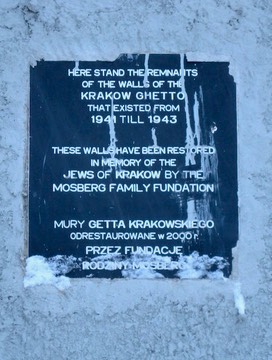 HERE STAND THE REMNANTS
OF THE WALLS OF THE
KRAKOW GHETTO
THAT EXISTED FROM
1941 TILL 1943
THESE WALLS HAVE BEEN RESTORED
IN MEMORY OF THE
JEWS OF KRAKOW BY THE
MOSBERG FAMILY FUNDATION
MURY GETTA KRAKOWSKIEGO
ODRESTAUROWANE w 2000 r.
PRZEZ FUNDACJE
RODZINY MOSBERG